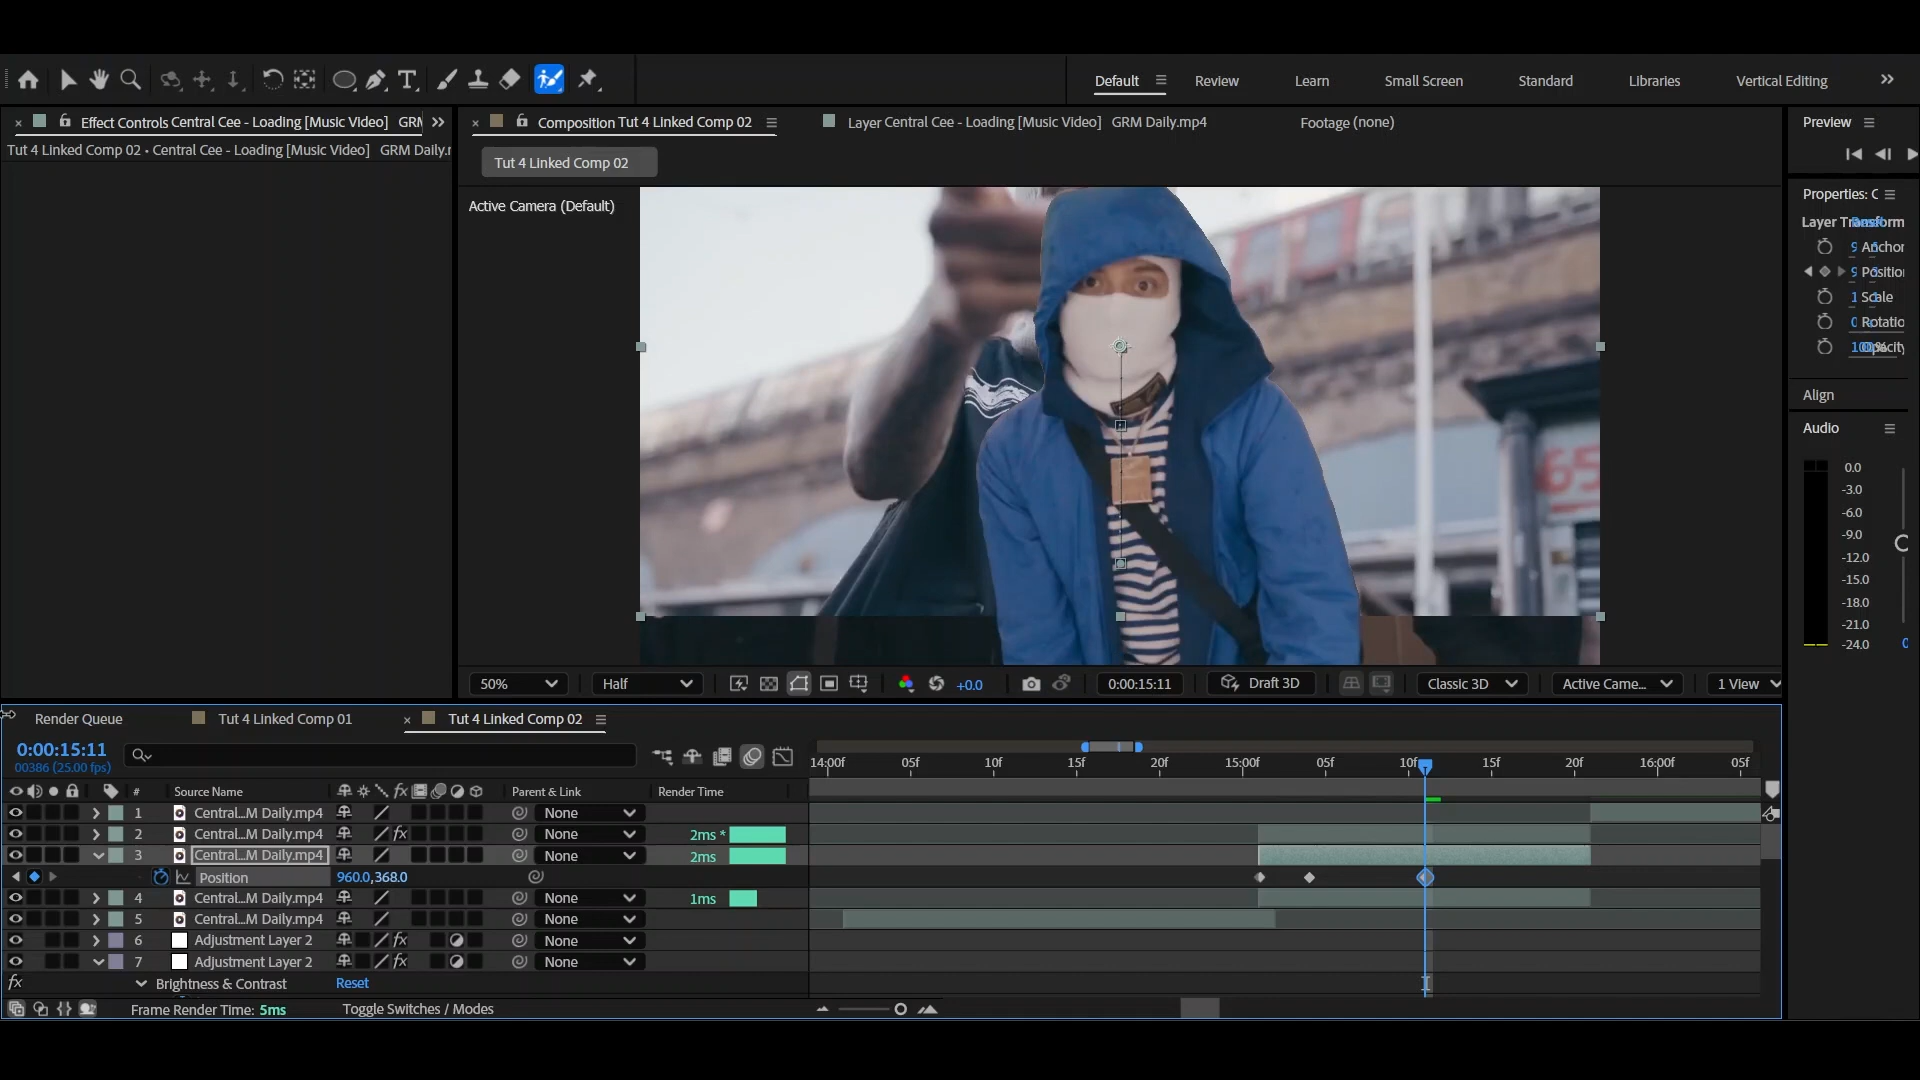 Default
Review
Learn
Small Screen
Standard
Libraries
Vertical Editing
Effect Controls Central Cee - Loading [Music Video] GRM
Composition Tut 4 Linked Comp 02
Layer Central Cee - Loading [Music Video] GRM Daily.mp4
Footage (none)
Preview
Tut 4 Linked Comp 02 • Central Cee - Loading [Music Video] GRM Daily.m
Tut 4 Linked Comp 02
Properties: C
Active Camera (Default)
Layer Transform
Anchor
Position
Scale
Rotatio
Opacity
Align
Audio
0.0
-3.0
-6.0
-9.0
-12.0
-15.0
-18.0
-21.0
-24.0
65
50%
Half
+0.0
0:00:15:11
Draft 3D
Classic 3D
Active Came...
1 View
Render Queue
Tut 4 Linked Comp 01
Tut 4 Linked Comp 02
0:00:15:11
00386 (25.00 fps)
14:00f 05f 10f 15f 20f 15:00f 05f 10f 15f 20f 16:00f 05f
# Source Name fx Parent & Link Render Time
1 Central...M Daily.mp4 None
2 Central...M Daily.mp4 fx None 2ms *
3 Central...M Daily.mp4 None 2ms
Position 960.0,368.0
4 Central...M Daily.mp4 None 1ms
5 Central...M Daily.mp4 None
6 Adjustment Layer 2 fx None
7 Adjustment Layer 2 fx None
fx Brightness & Contrast Reset
Frame Render Time: 5ms
Toggle Switches / Modes